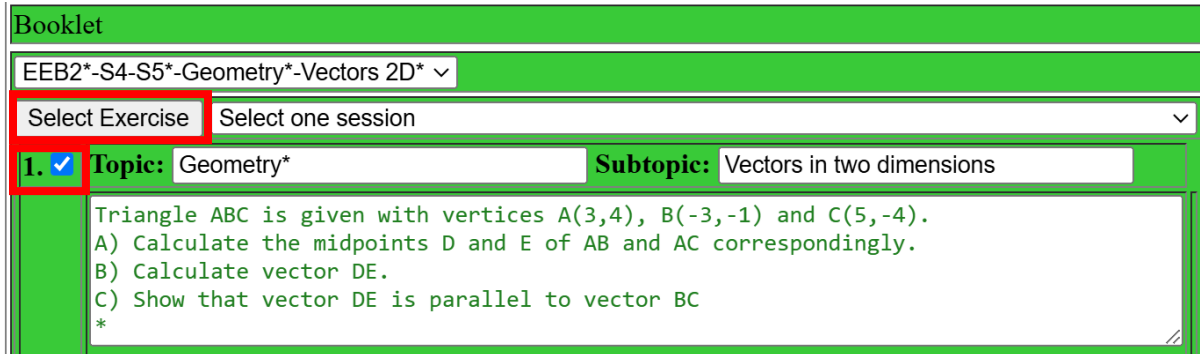 Booklet
EEB2*-S4-S5*-Geometry*-Vectors 2D*
Select Exercise Select one session
1. Topic: Geometry* Subtopic: Vectors in two dimensions
Triangle ABC is given with vertices A(3,4), B(-3,-1) and C(5,-4).
A) Calculate the midpoints D and E of AB and AC correspondingly.
B) Calculate vector DE.
C) Show that vector DE is parallel to vector BC
*